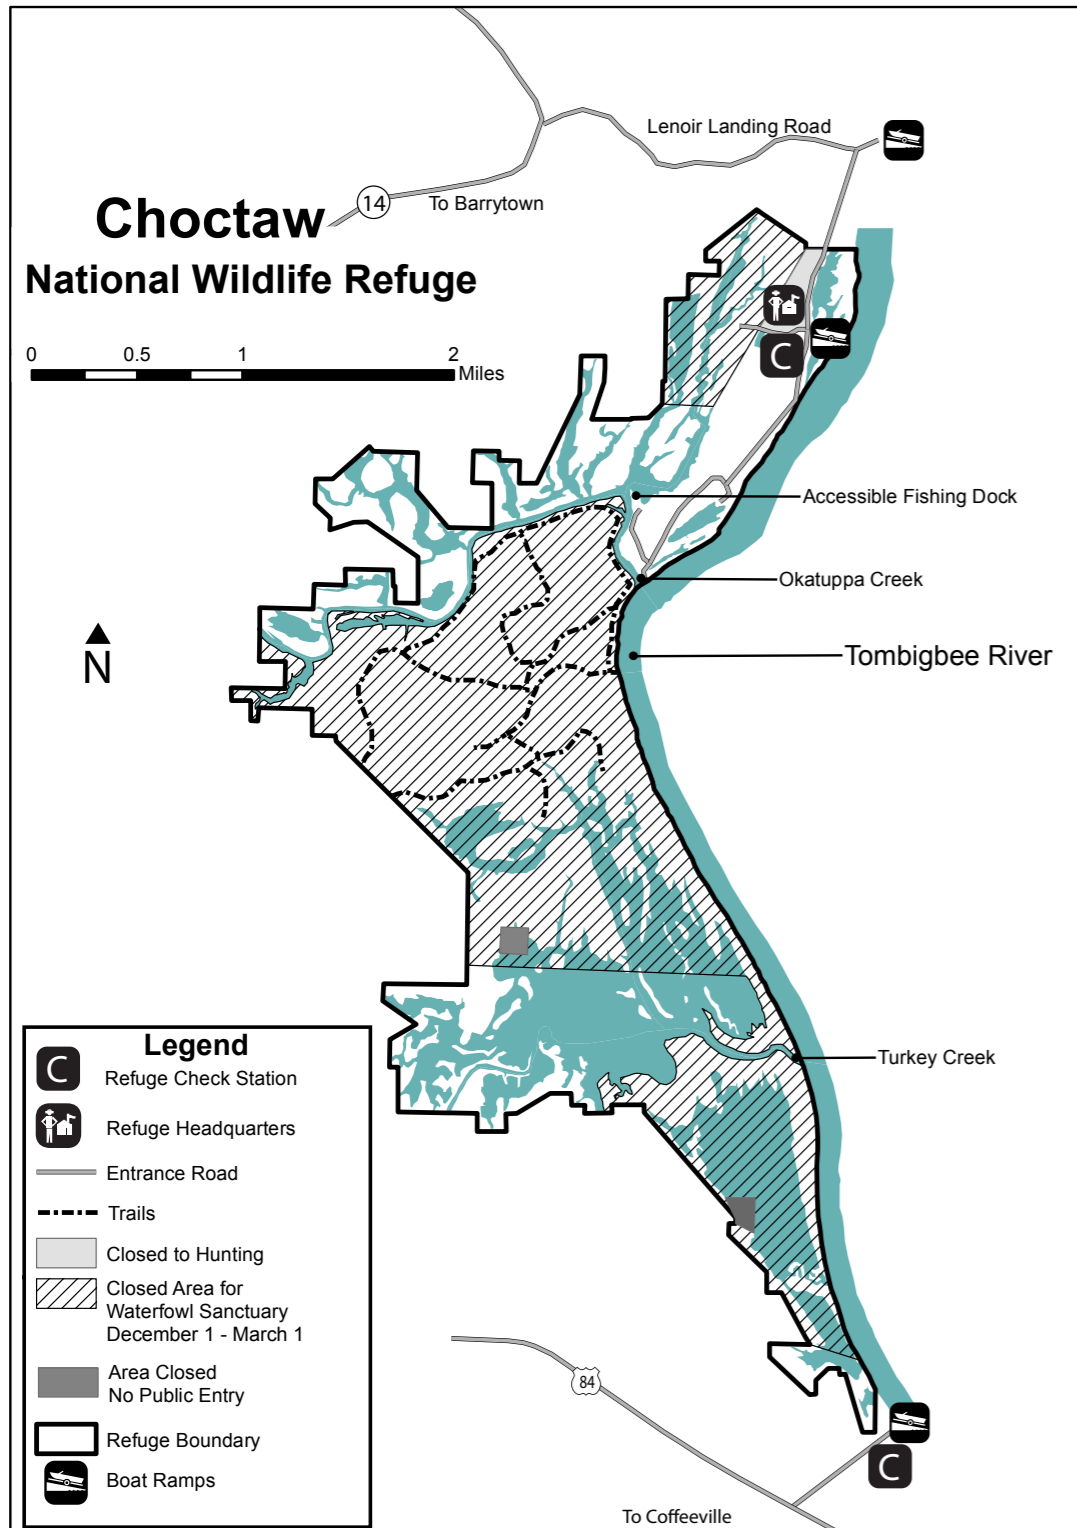 Lenoir Landing Road
14
To Barrytown
Choctaw
National Wildlife Refuge
0 0.5 1 2
Miles
C
Accessible Fishing Dock
Okatuppa Creek
N
Tombigbee River
Turkey Creek
Legend
C Refuge Check Station
Refuge Headquarters
Entrance Road
Trails
Closed to Hunting
Closed Area for
Waterfowl Sanctuary
December 1 - March 1
Area Closed
No Public Entry
Refuge Boundary
Boat Ramps
84
C
To Coffeeville